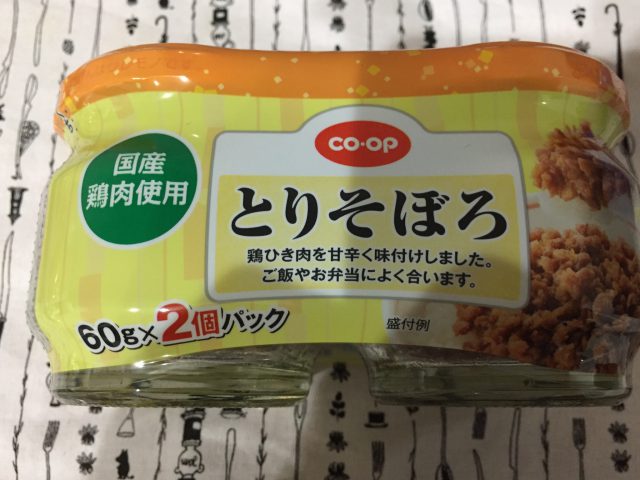 CO·OP
国産
鶏肉使用
とりそぼろ
鶏ひき肉を甘辛く味付けしました。
ご飯やお弁当によく合います。
60g×2個パック
盛付例